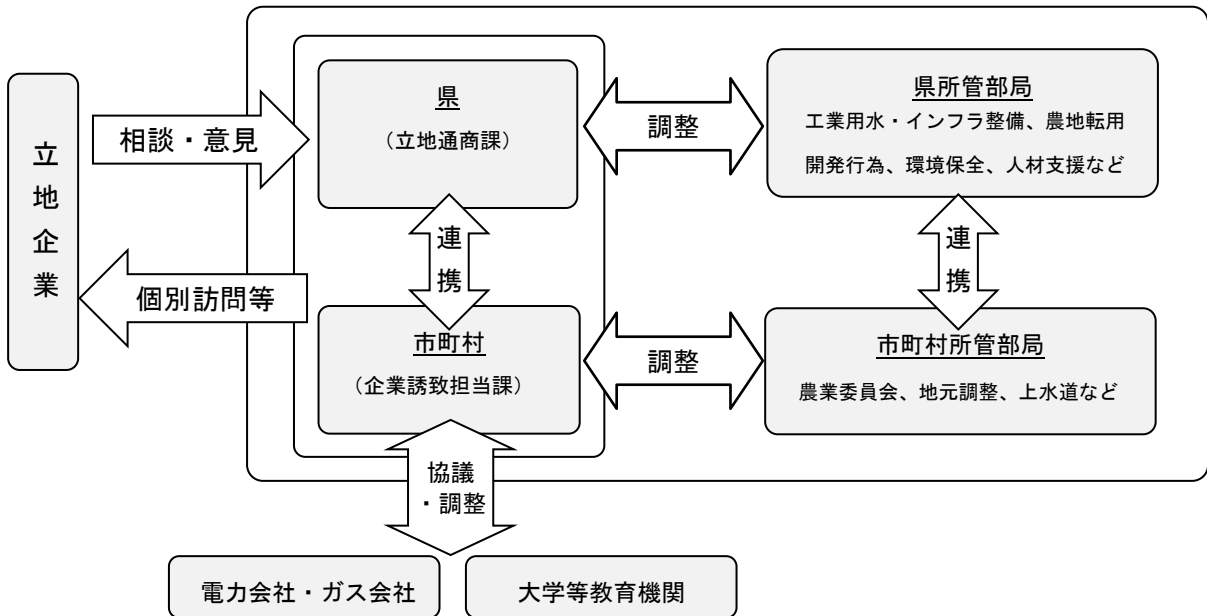 立地企業
相談・意見
個別訪問等
県
（立地通商課）
連携
市町村
（企業誘致担当課）
調整
調整
県所管部局
工業用水・インフラ整備、農地転用
開発行為、環境保全、人材支援など
連携
市町村所管部局
農業委員会、地元調整、上水道など
協議
・調整
電力会社・ガス会社
大学等教育機関